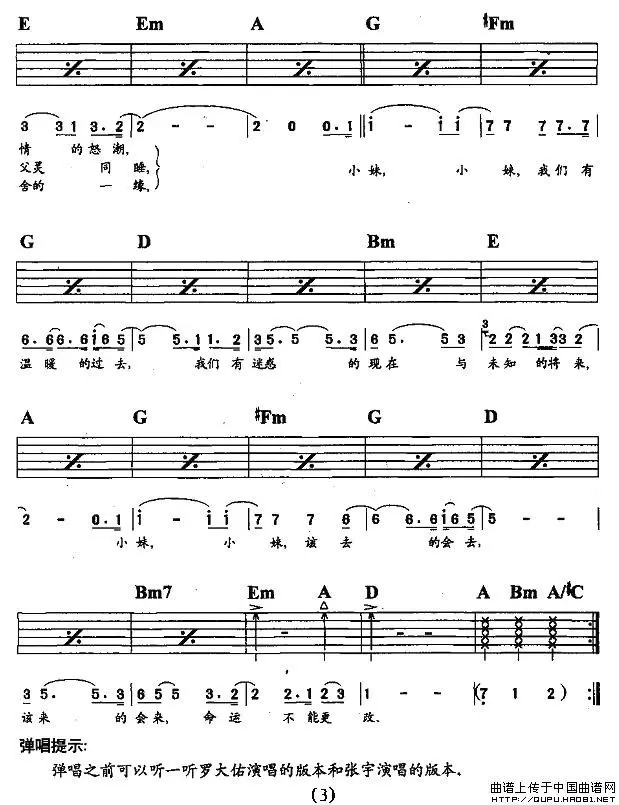 E Em A G #Fm
3 3 1 3. 2 2 - - 2 0 0. 1 i - i i 7 7 7 7. 7
情 的怒 潮,
父灵 同 睡, 小妹, 小 妹, 我们 有
舍的 一 缘,
G D Bm E
6. 6. 6. 6 i 6 5 5 5. 1 1. 2 3 5. 5 5. 3 6 5. 5 3 3 2 2 2 1 3 3 2
温 暖 的过 去, 我们 有 迷惑 的 现在 与 未知 的将 来,
A G #Fm G D
2 - 0. 1 i - i i 7 7 7 6 6 6. 6 i 6 5 5 - -
小 妹, 小 妹, 该 去 的会 去,
Bm7 Em A D A Bm A/#C
3 5. 5. 3 6 5 5 3. 2 2 2. 1 2 3 1 - - (7 1 2)
该来 的 会来, 命 运 不 能更 改.
弹唱提示:
弹唱之前可以听一听罗大佑演唱的版本和张宇演唱的版本.
(3)
曲谱上传于中国曲谱网
HTTP://QUPU.HAO81.NET